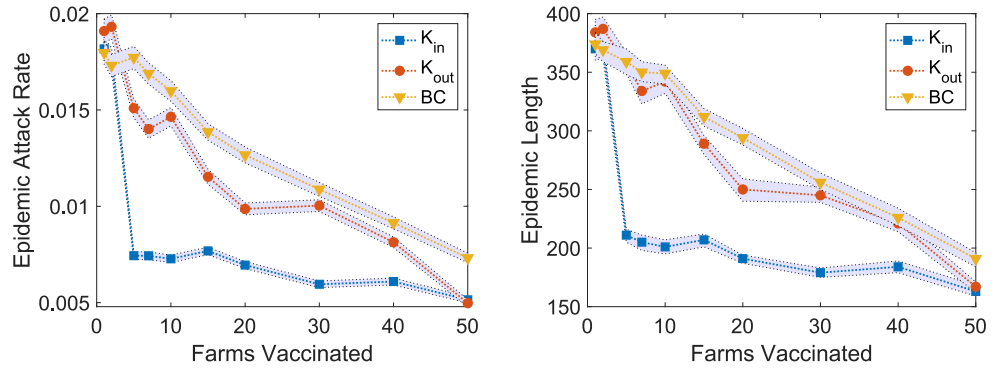 0.02
0.015
0.01
0.005
Epidemic Attack Rate
0 10 20 30 40 50
Farms Vaccinated
K_in
K_out
BC
400
350
300
250
200
150
Epidemic Length
0 10 20 30 40 50
Farms Vaccinated
K_in
K_out
BC